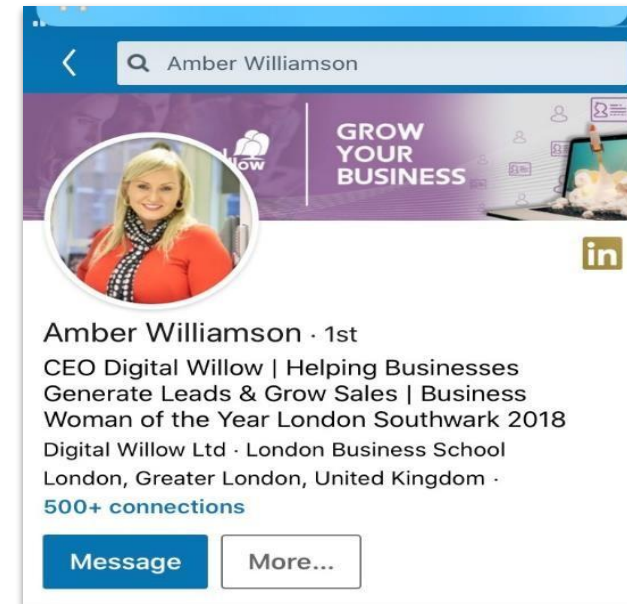 Amber Williamson
GROW
YOUR
BUSINESS
in
Amber Williamson · 1st
CEO Digital Willow | Helping Businesses
Generate Leads & Grow Sales | Business
Woman of the Year London Southwark 2018
Digital Willow Ltd · London Business School
London, Greater London, United Kingdom ·
500+ connections
Message
More...